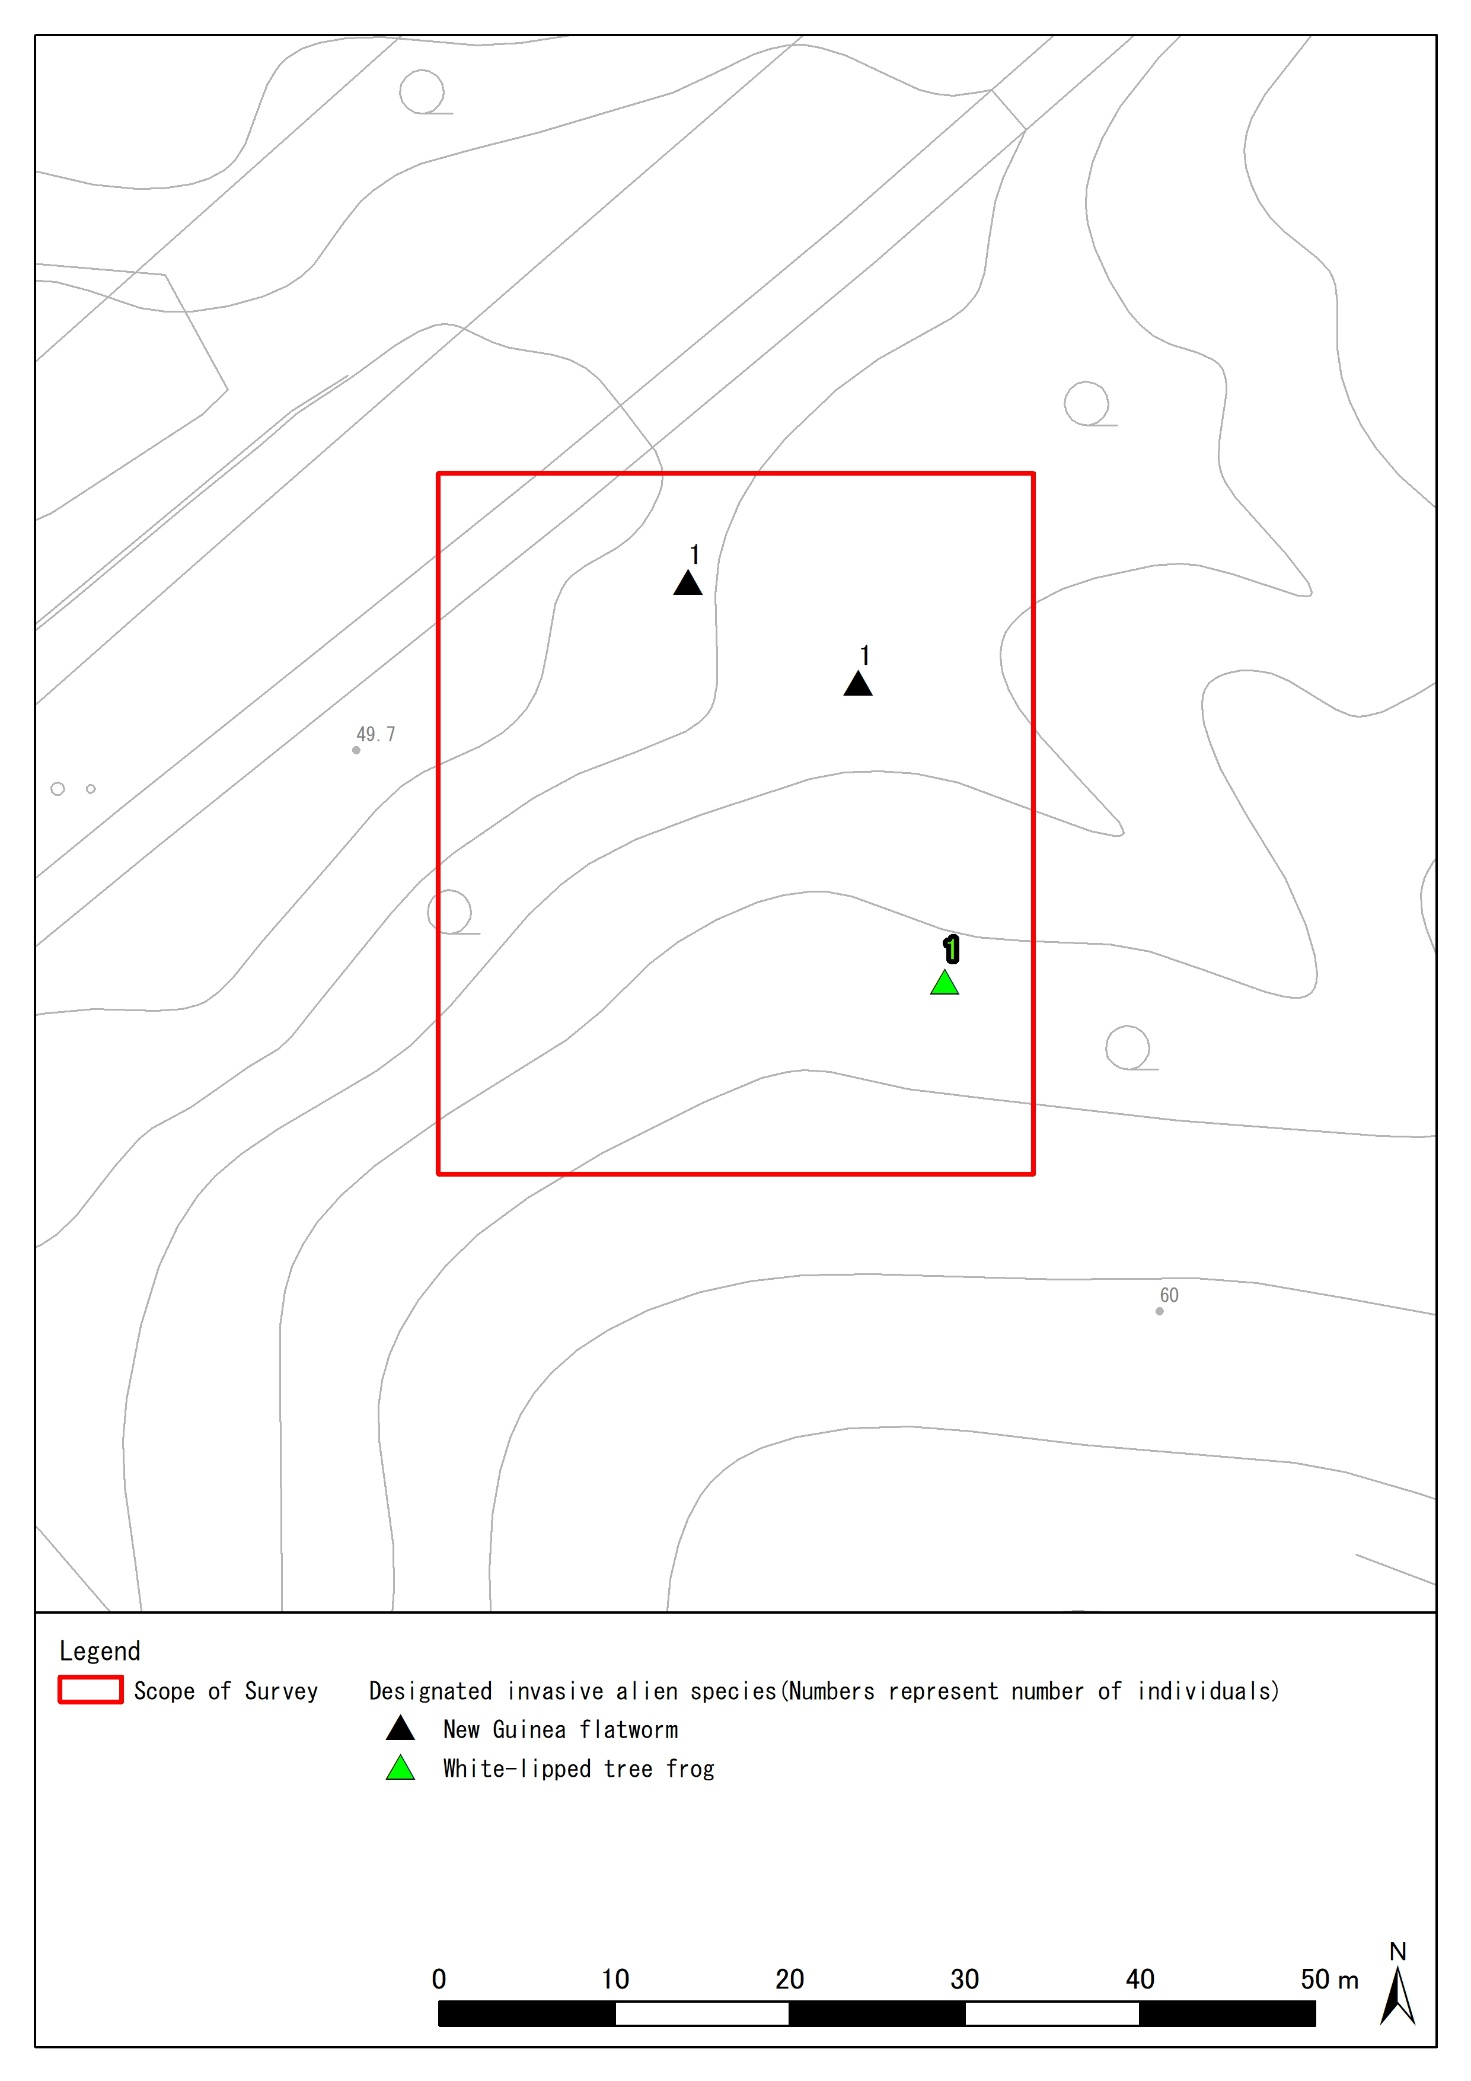 1
1
49.7
1
60
Legend
Scope of Survey
Designated invasive alien species(Numbers represent number of individuals)
New Guinea flatworm
White-lipped tree frog
N
0 10 20 30 40 50 m